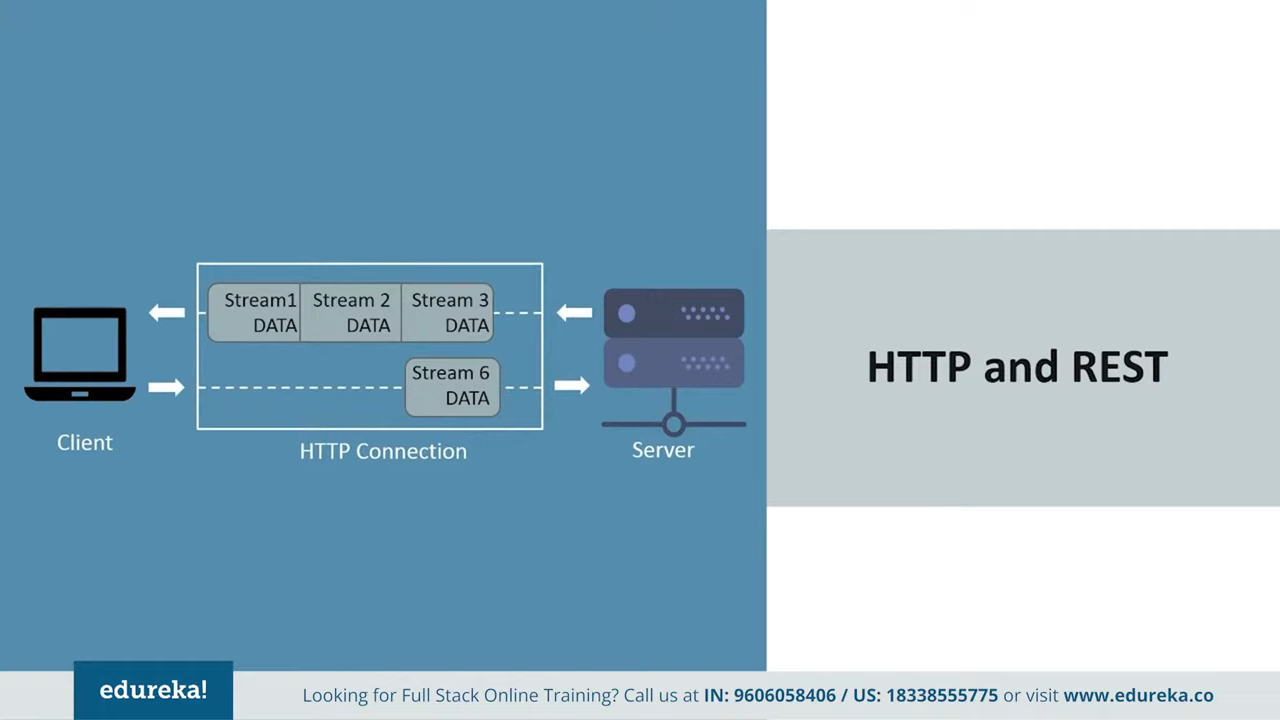 Stream1
DATA
Stream 2
DATA
Stream 3
DATA
Stream 6
DATA
Client
HTTP Connection
Server
HTTP and REST
edureka!
Looking for Full Stack Online Training? Call us at IN: 9606058406 / US: 18338555775 or visit www.edureka.co